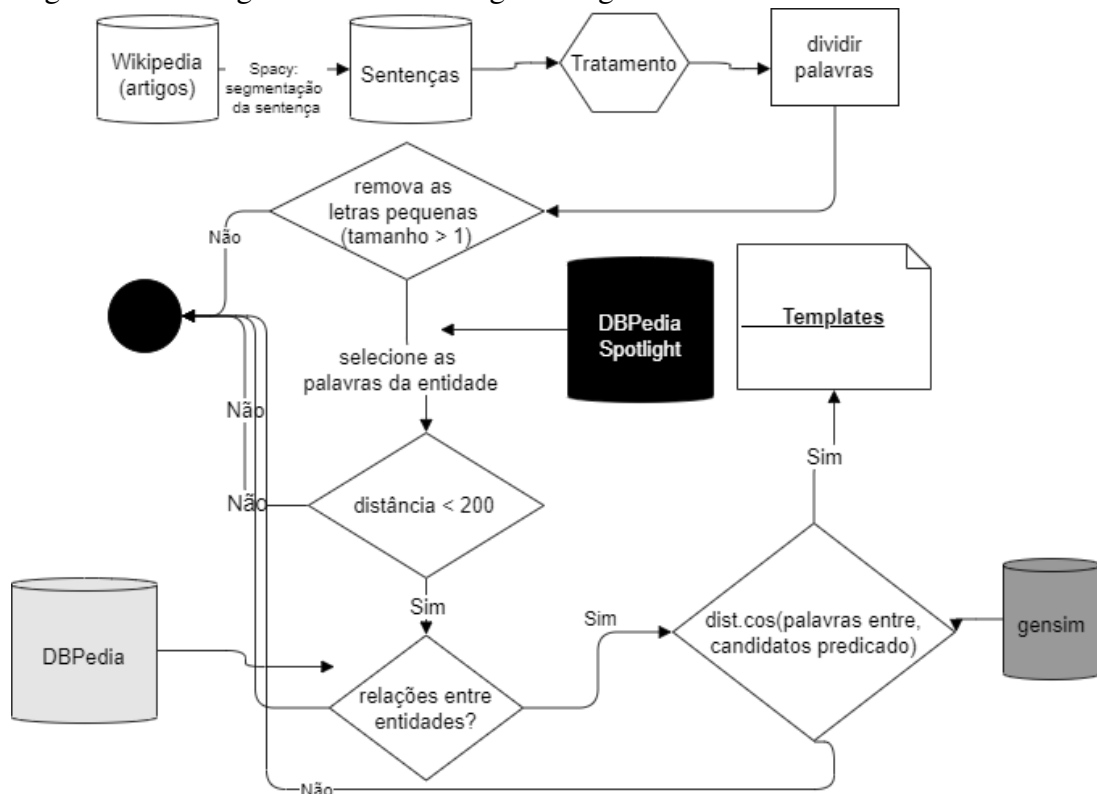 Wikipedia
(artigos)
Spacy:
segmentação
da sentença
Sentenças
Tratamento
dividir
palavras
remova as
letras pequenas
(tamanho > 1)
Não
DBPedia
Spotlight
Templates
selecione as
palavras da entidade
Não
Sim
Não
distância < 200
Sim
Sim
dist.cos(palavras entre,
candidatos predicado)
gensim
DBPedia
relações entre
entidades?
Não